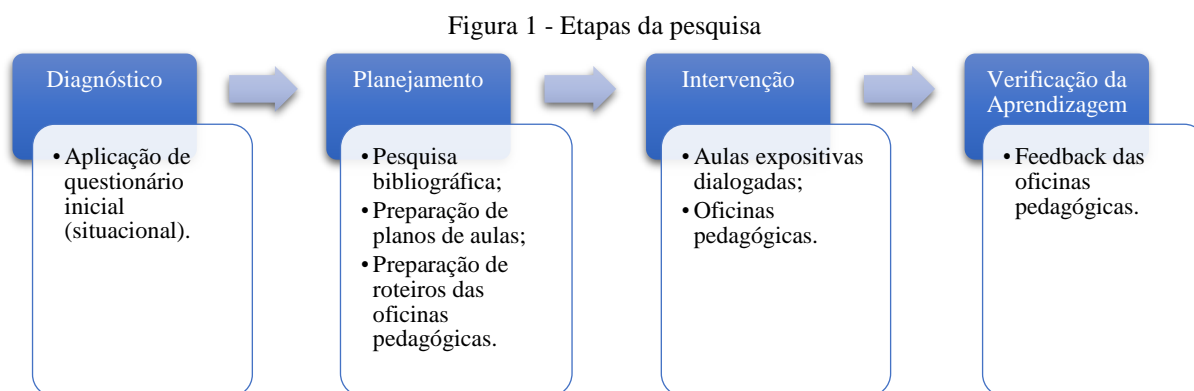 Figura 1 - Etapas da pesquisa
Diagnóstico
• Aplicação de
questionário
inicial
(situacional).
Planejamento
• Pesquisa
bibliográfica;
• Preparação de
planos de aulas;
• Preparação de
roteiros das
oficinas
pedagógicas.
Intervenção
• Aulas expositivas
dialogadas;
• Oficinas
pedagógicas.
Verificação da
Aprendizagem
• Feedback das
oficinas
pedagógicas.